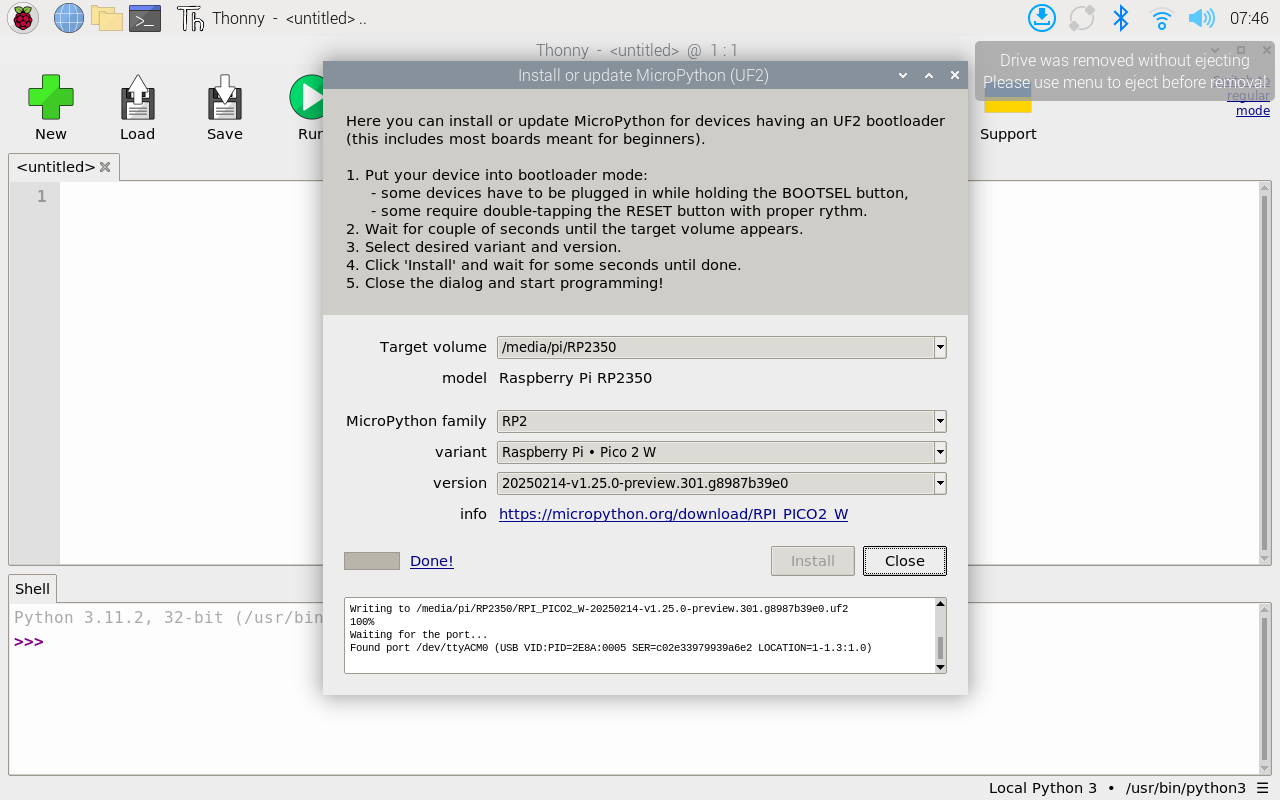 Thonny - <untitled> ..
07:46
Thonny - <untitled> @ 1 : 1
Drive was removed without ejecting
Please use menu to eject before removal
regular
mode
New
Load
Save
Run
Support
Install or update MicroPython (UF2)
Here you can install or update MicroPython for devices having an UF2 bootloader
(this includes most boards meant for beginners).
1. Put your device into bootloader mode:
- some devices have to be plugged in while holding the BOOTSEL button,
- some require double-tapping the RESET button with proper rythm.
2. Wait for couple of seconds until the target volume appears.
3. Select desired variant and version.
4. Click 'Install' and wait for some seconds until done.
5. Close the dialog and start programming!
<untitled>
1
Target volume /media/pi/RP2350
model Raspberry Pi RP2350
MicroPython family RP2
variant Raspberry Pi • Pico 2 W
version 20250214-v1.25.0-preview.301.g8987b39e0
info https://micropython.org/download/RPI_PICO2_W
Done!
Install
Close
Writing to /media/pi/RP2350/RPI_PICO2_W-20250214-v1.25.0-preview.301.g8987b39e0.uf2
100%
Waiting for the port...
Found port /dev/ttyACM0 (USB VID:PID=2E8A:0005 SER=c02e33979939a6e2 LOCATION=1-1.3:1.0)
Shell
Python 3.11.2, 32-bit (/usr/bin
>>>
Local Python 3 • /usr/bin/python3 ☰